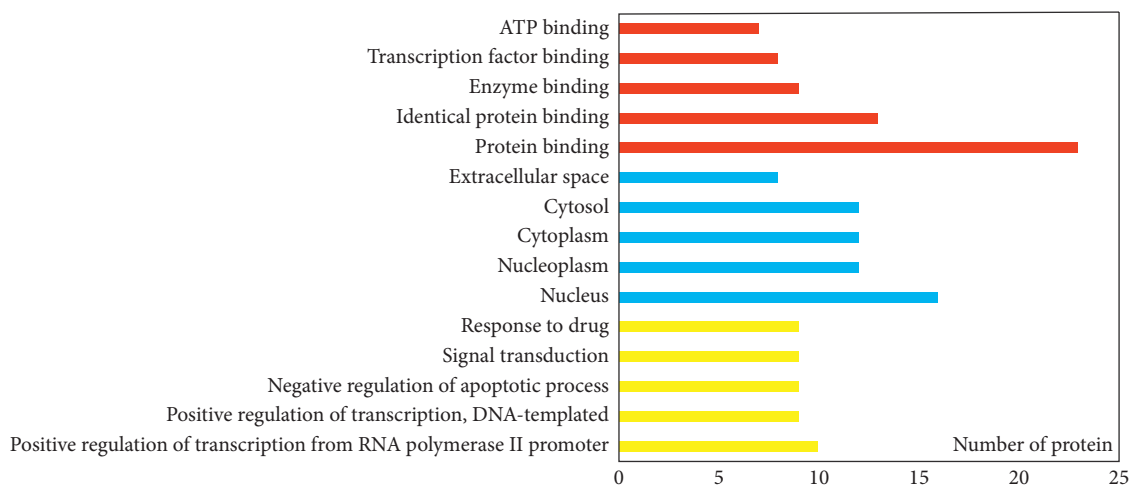 ATP binding
Transcription factor binding
Enzyme binding
Identical protein binding
Protein binding
Extracellular space
Cytosol
Cytoplasm
Nucleoplasm
Nucleus
Response to drug
Signal transduction
Negative regulation of apoptotic process
Positive regulation of transcription, DNA-templated
Positive regulation of transcription from RNA polymerase II promoter
Number of protein
0 5 10 15 20 25